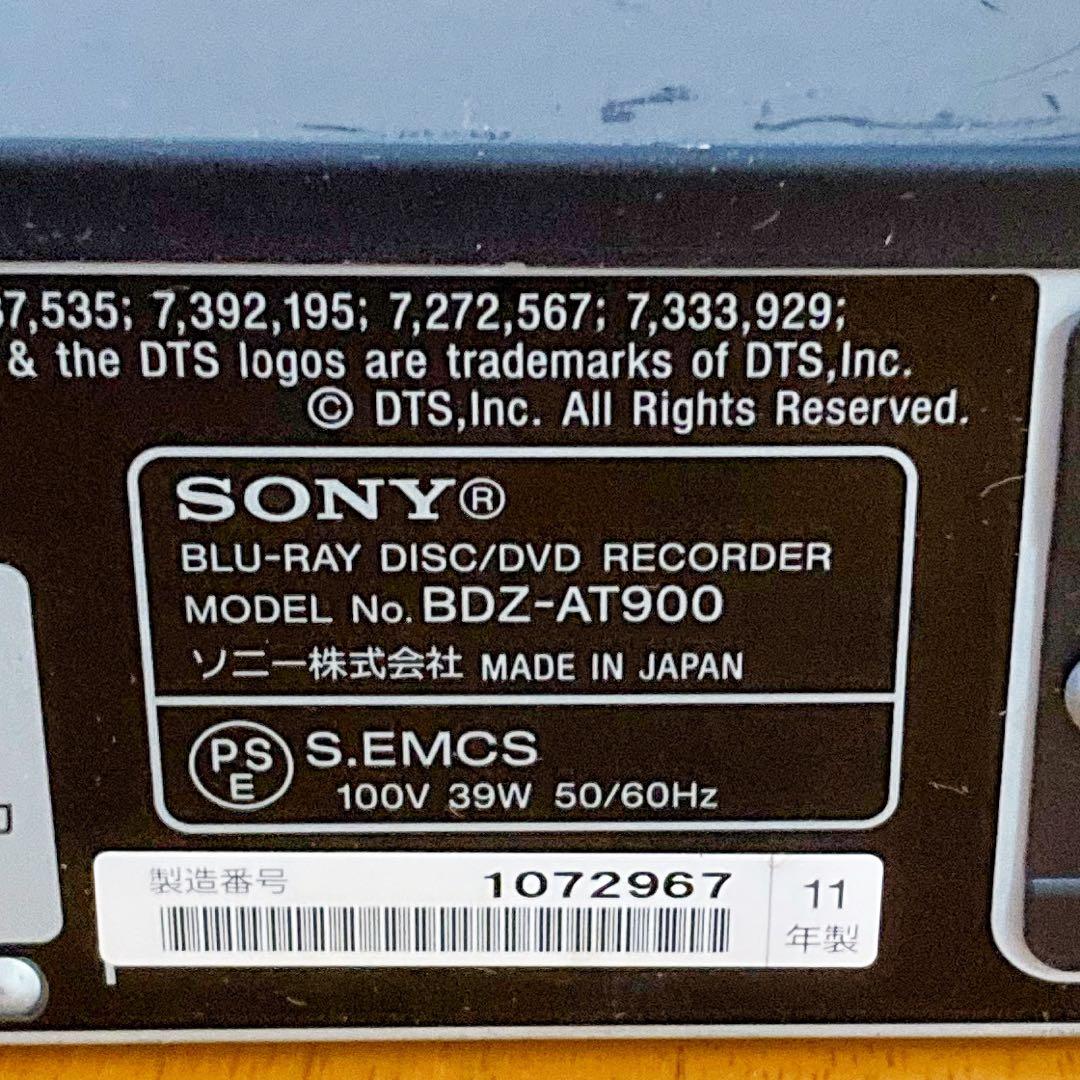 37,535; 7,392,195; 7,272,567; 7,333,929;
& the DTS logos are trademarks of DTS,Inc.
© DTS,Inc. All Rights Reserved.
SONY®
BLU-RAY DISC/DVD RECORDER
MODEL No. BDZ-AT900
ソニー株式会社 MADE IN JAPAN
PSE S.EMCS
100V 39W 50/60Hz
製造番号 1072967 11
年製